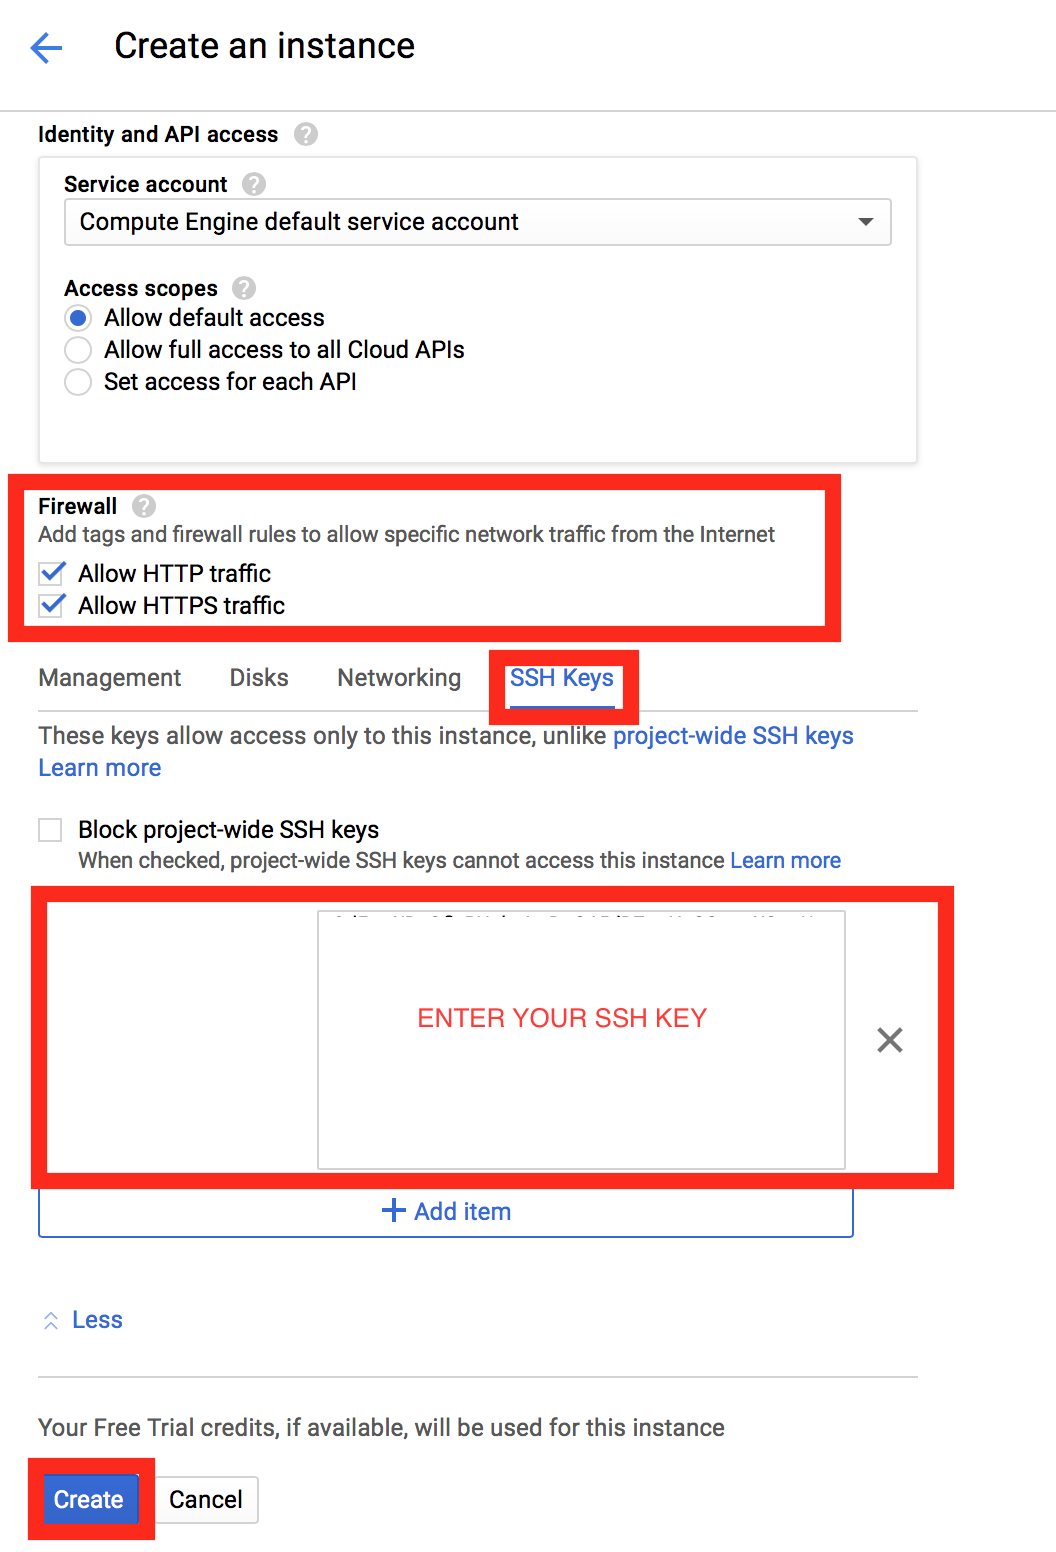 Create an instance
Identity and API access ?
Service account ?
Compute Engine default service account
Access scopes ?
Allow default access
Allow full access to all Cloud APIs
Set access for each API
Firewall ?
Add tags and firewall rules to allow specific network traffic from the Internet
Allow HTTP traffic
Allow HTTPS traffic
Management Disks Networking SSH Keys
These keys allow access only to this instance, unlike project-wide SSH keys
Learn more
Block project-wide SSH keys
When checked, project-wide SSH keys cannot access this instance Learn more
ENTER YOUR SSH KEY
+ Add item
Less
Your Free Trial credits, if available, will be used for this instance
Create Cancel